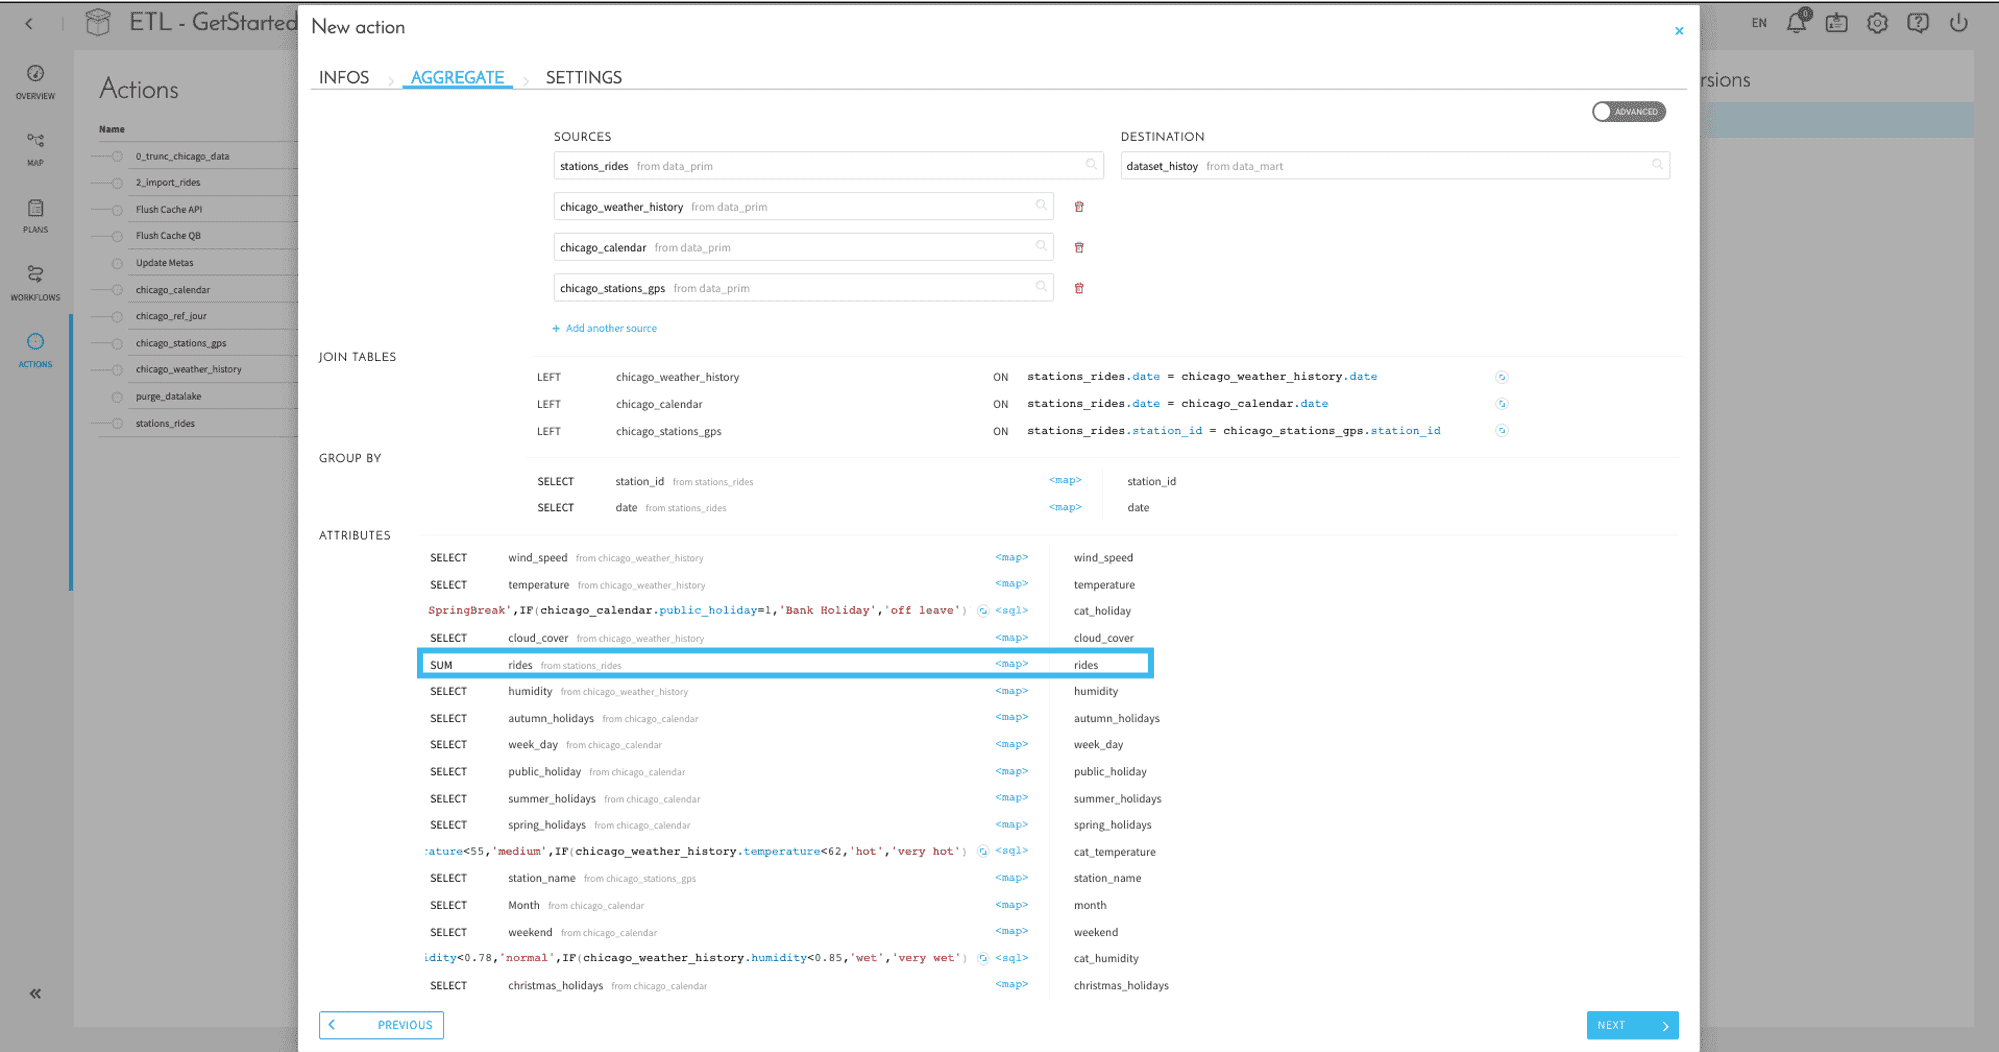 ETL - GetStarted
EN
0
OVERVIEW
MAP
PLANS
WORKFLOWS
ACTIONS
Actions
Name
0_trunc_chicago_data
2_import_rides
Flush Cache API
Flush Cache QB
Update Metas
chicago_calendar
chicago_ref_jour
chicago_stations_gps
chicago_weather_history
purge_datalake
stations_rides
rsions
New action
×
INFOS > AGGREGATE > SETTINGS
ADVANCED
SOURCES DESTINATION
stations_rides from data_prim dataset_histoy from data_mart
chicago_weather_history from data_prim
chicago_calendar from data_prim
chicago_stations_gps from data_prim
+ Add another source
JOIN TABLES
LEFT chicago_weather_history ON stations_rides.date = chicago_weather_history.date
LEFT chicago_calendar ON stations_rides.date = chicago_calendar.date
LEFT chicago_stations_gps ON stations_rides.station_id = chicago_stations_gps.station_id
GROUP BY
SELECT station_id from stations_rides <map> station_id
SELECT date from stations_rides <map> date
ATTRIBUTES
SELECT wind_speed from chicago_weather_history <map> wind_speed
SELECT temperature from chicago_weather_history <map> temperature
SpringBreak',IF(chicago_calendar.public_holiday=1,'Bank Holiday','off leave') <sql> cat_holiday
SELECT cloud_cover from chicago_weather_history <map> cloud_cover
SUM rides from stations_rides <map> rides
SELECT humidity from chicago_weather_history <map> humidity
SELECT autumn_holidays from chicago_calendar <map> autumn_holidays
SELECT week_day from chicago_calendar <map> week_day
SELECT public_holiday from chicago_calendar <map> public_holiday
SELECT summer_holidays from chicago_calendar <map> summer_holidays
SELECT spring_holidays from chicago_calendar <map> spring_holidays
rature<55,'medium',IF(chicago_weather_history.temperature<62,'hot','very hot') <sql> cat_temperature
SELECT station_name from chicago_stations_gps <map> station_name
SELECT Month from chicago_calendar <map> month
SELECT weekend from chicago_calendar <map> weekend
idity<0.78,'normal',IF(chicago_weather_history.humidity<0.85,'wet','very wet') <sql> cat_humidity
SELECT christmas_holidays from chicago_calendar <map> christmas_holidays
PREVIOUS
NEXT